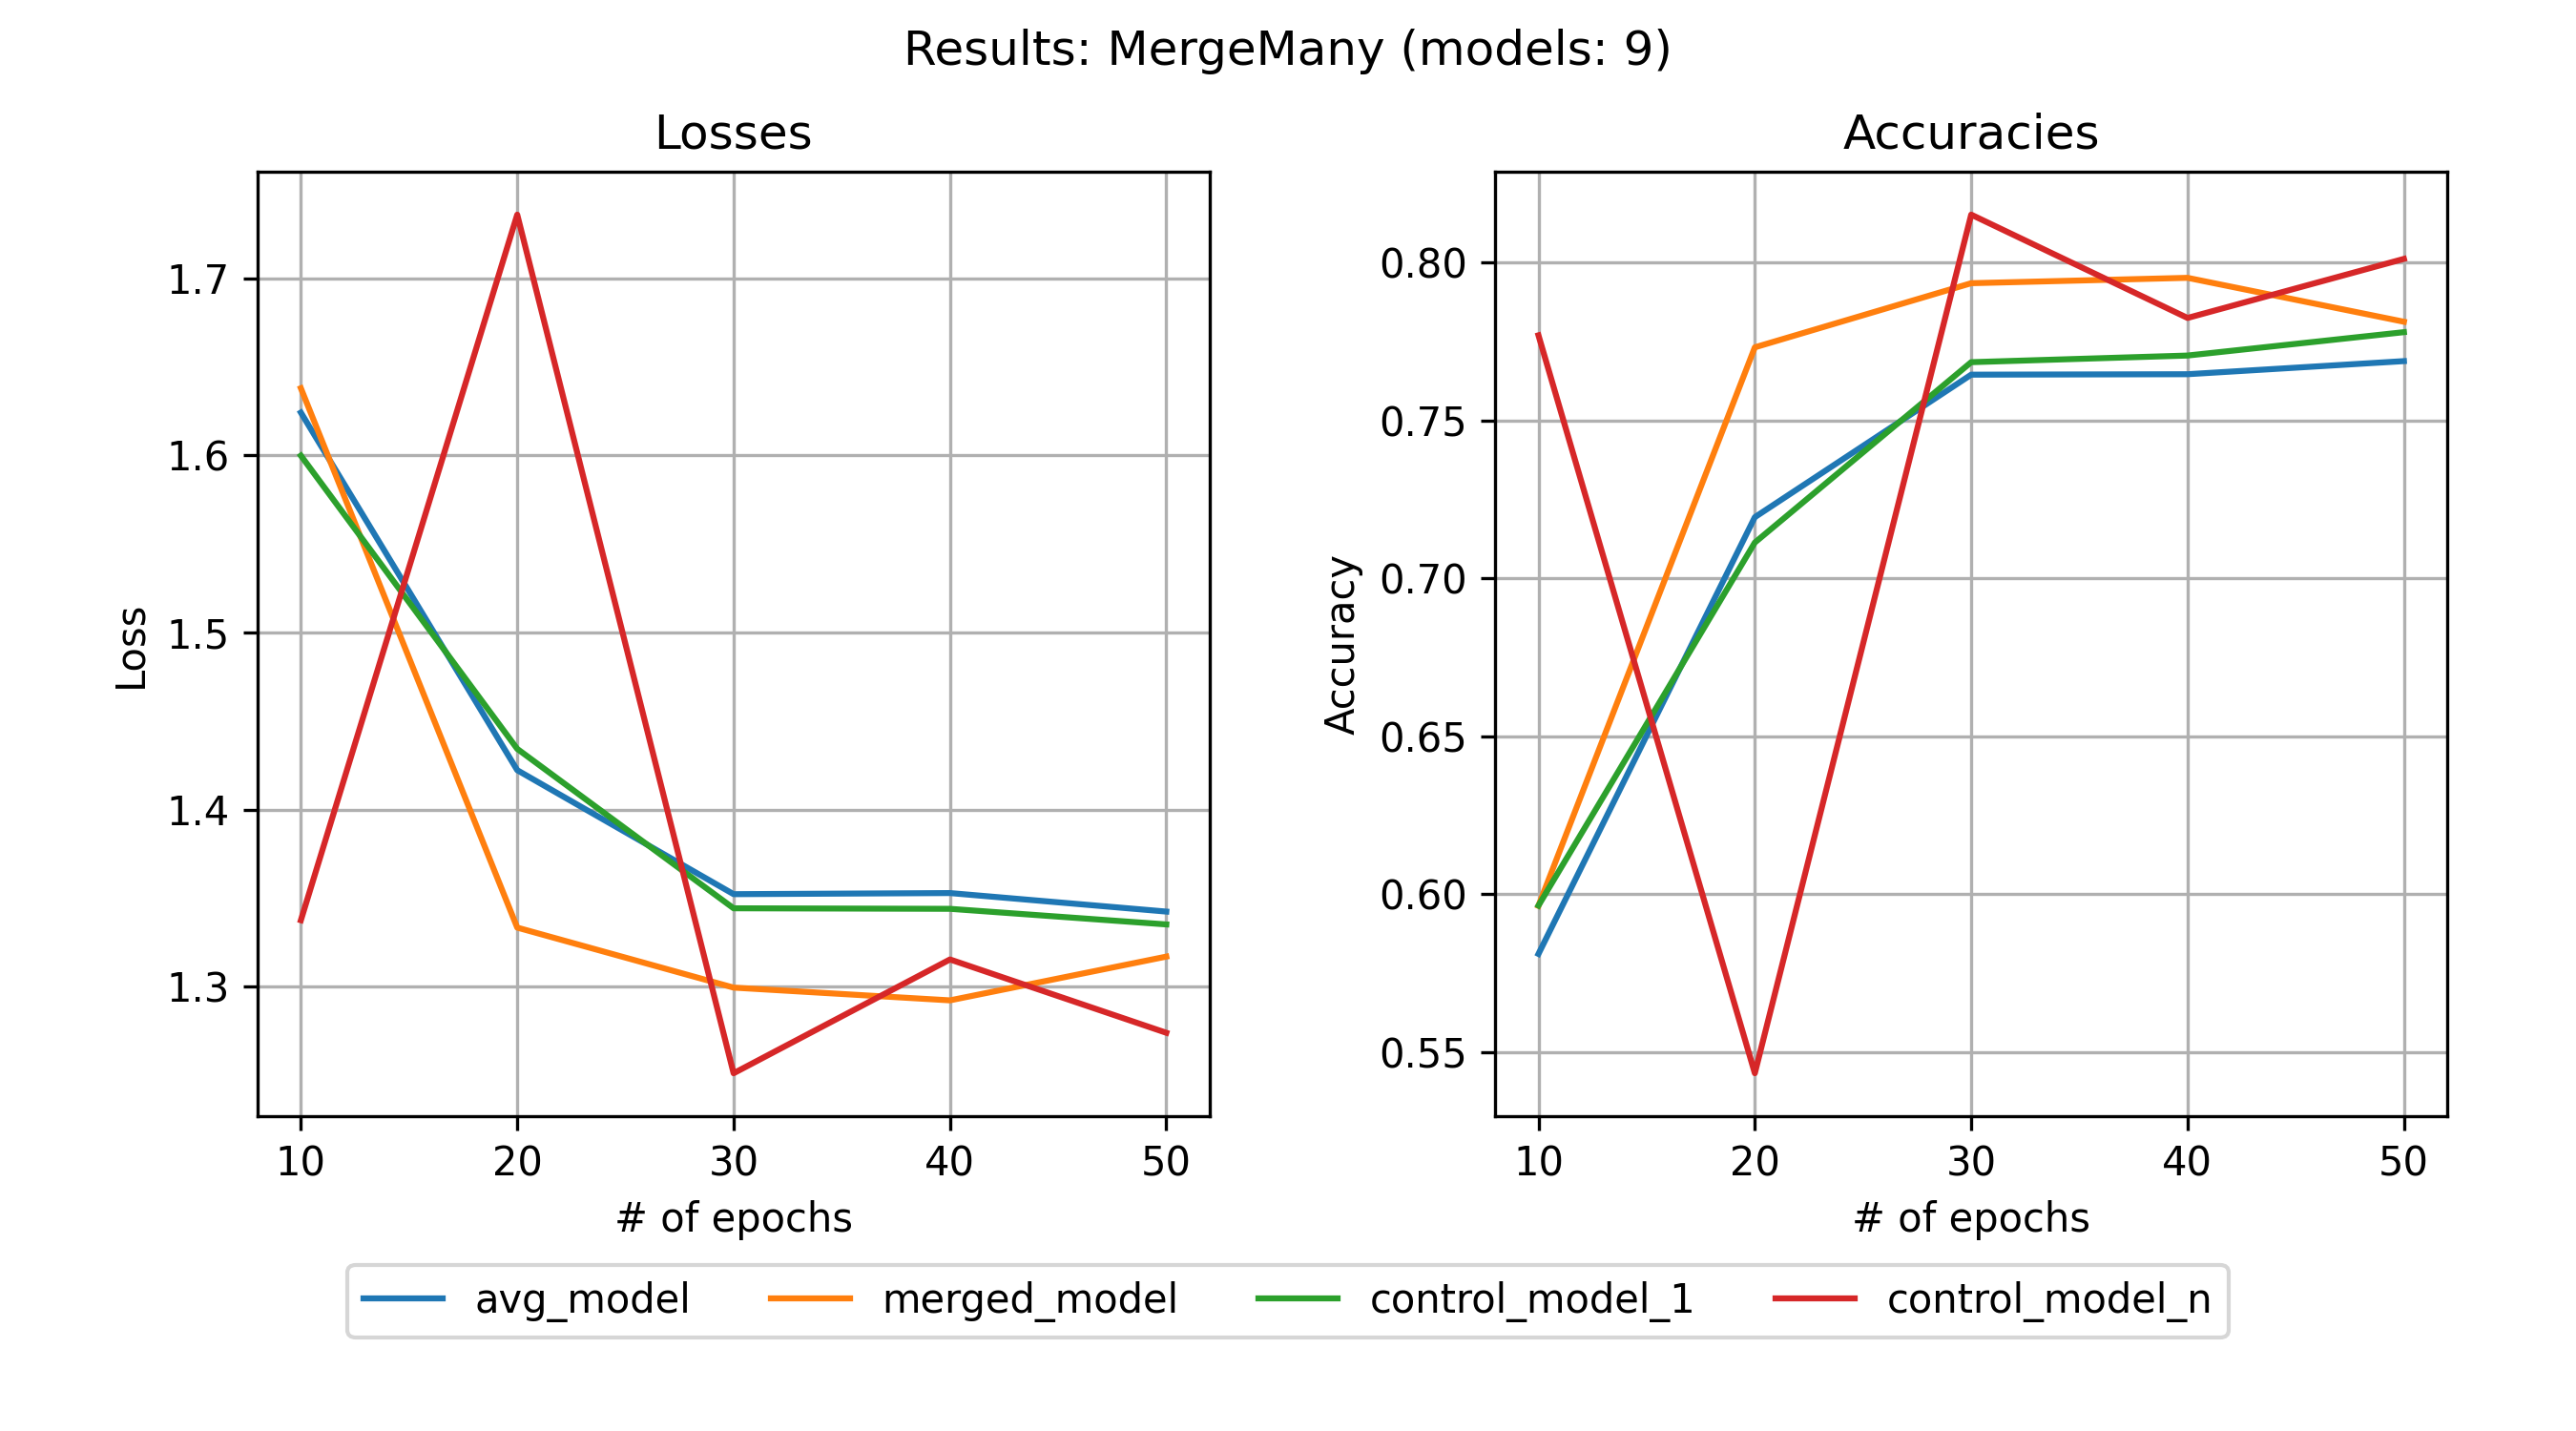 Results: MergeMany (models: 9)
Losses
1.7
1.6
1.5
1.4
1.3
Loss
10 20 30 40 50
# of epochs
Accuracies
0.80
0.75
0.70
0.65
0.60
0.55
Accuracy
10 20 30 40 50
# of epochs
avg_model merged_model control_model_1 control_model_n